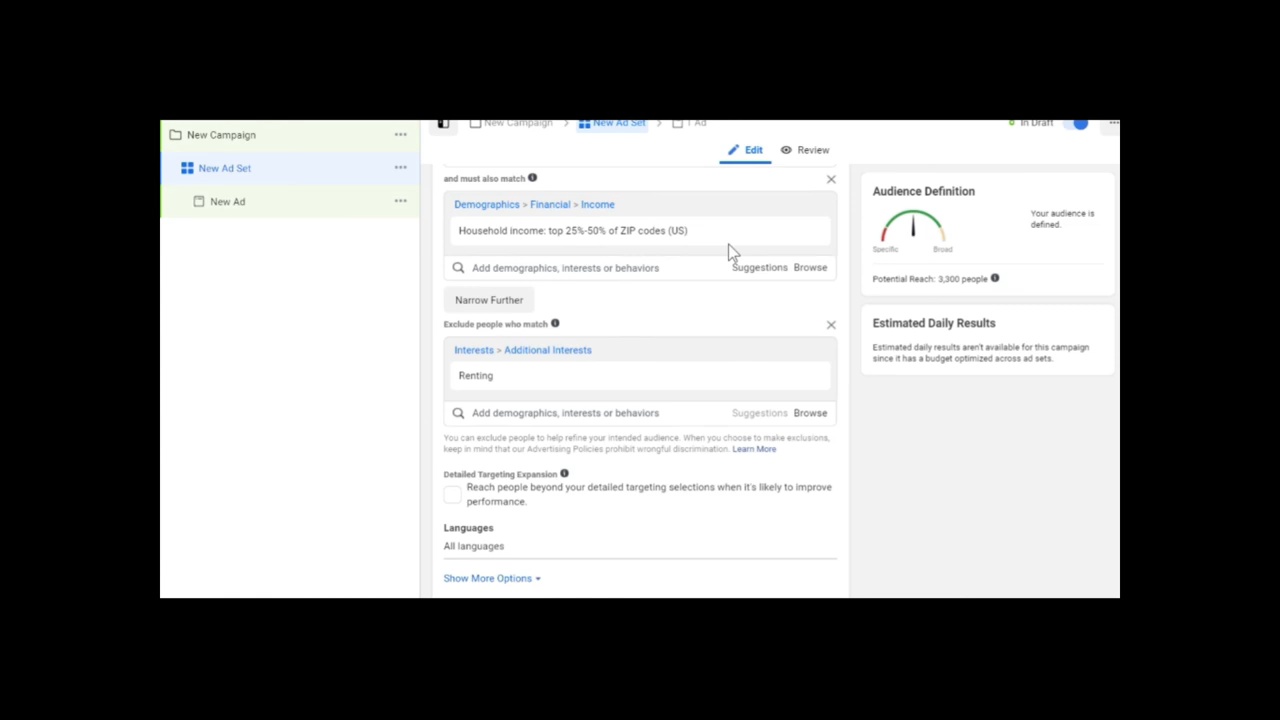 New Campaign
New Ad Set
New Ad
New Campaign > New Ad Set > 1 Ad
In Draft
Edit
Review
and must also match
Demographics > Financial > Income
Household income: top 25%-50% of ZIP codes (US)
Add demographics, interests or behaviors
Suggestions Browse
Narrow Further
Exclude people who match
Interests > Additional Interests
Renting
Add demographics, interests or behaviors
Suggestions Browse
You can exclude people to help refine your intended audience. When you choose to make exclusions,
keep in mind that our Advertising Policies prohibit wrongful discrimination. Learn More
Detailed Targeting Expansion
Reach people beyond your detailed targeting selections when it's likely to improve
performance.
Languages
All languages
Show More Options
Audience Definition
Your audience is
defined.
Specific
Broad
Potential Reach: 3,300 people
Estimated Daily Results
Estimated daily results aren't available for this campaign
since it has a budget optimized across ad sets.